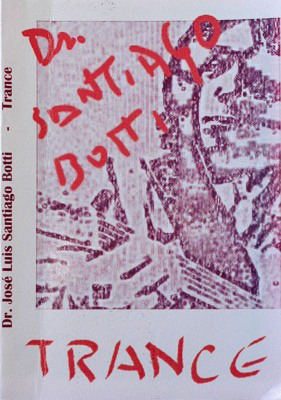 Dr.
SANTIAGO
BOTTI
TRANCE
Dr. José Luis Santiago Botti - Trance